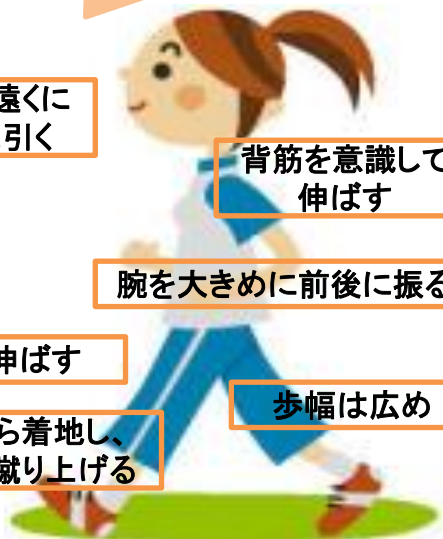 遠くに
引く
背筋を意識して
伸ばす
腕を大きめに前後に振る
伸ばす
歩幅は広め
ら着地し、
蹴り上げる